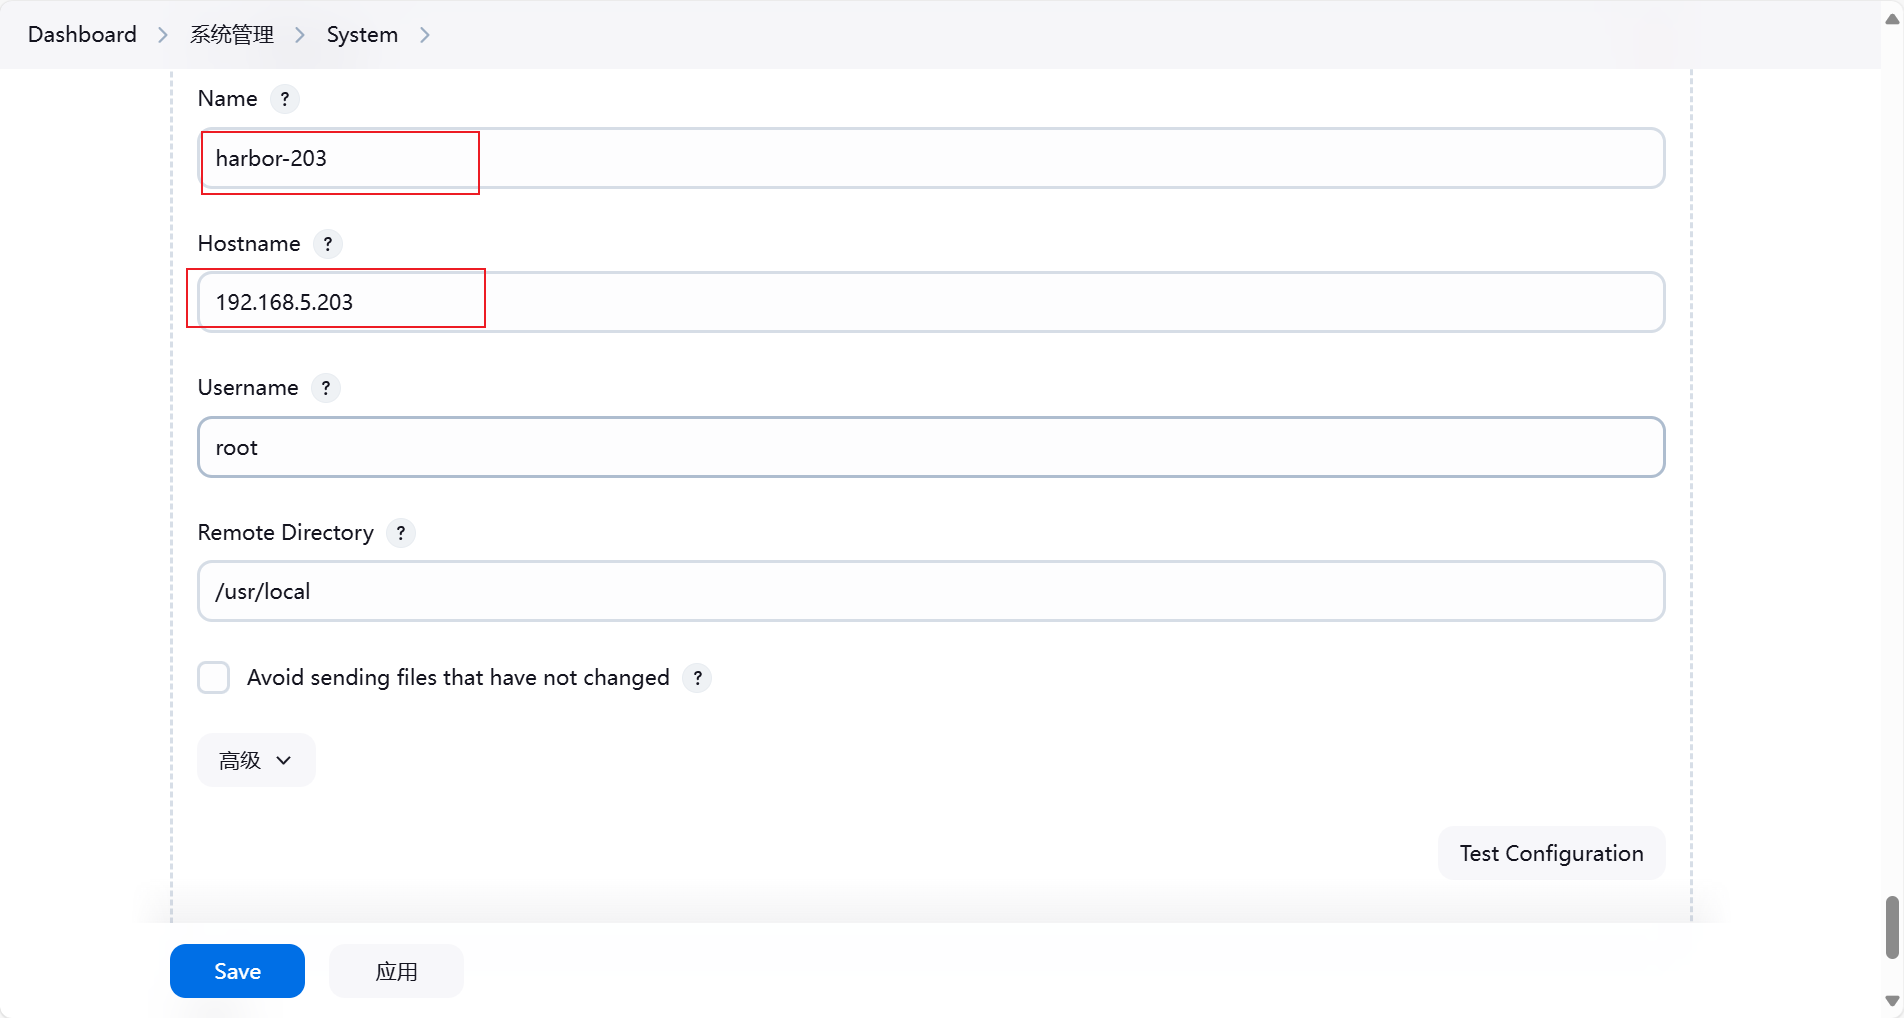 Dashboard > 系统管理 > System >
Name ?
harbor-203
Hostname ?
192.168.5.203
Username ?
root
Remote Directory ?
/usr/local
Avoid sending files that have not changed ?
高级
Test Configuration
Save 应用